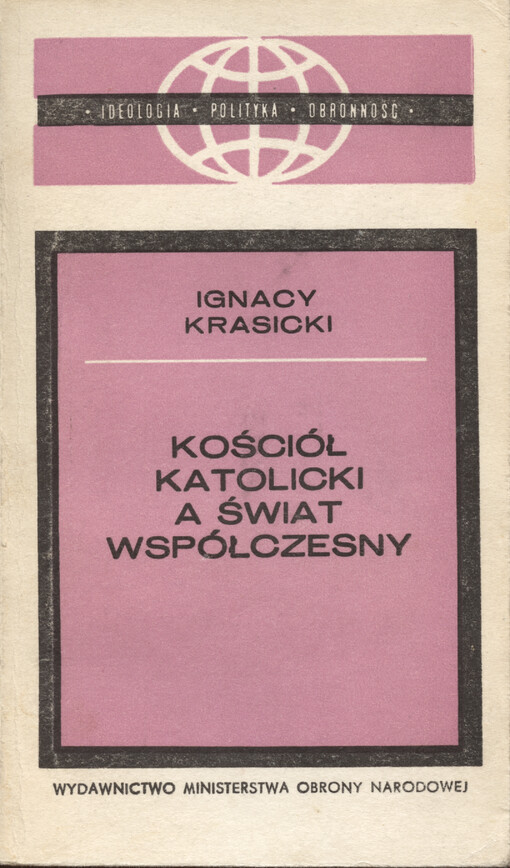 • IDEOLOGIA • POLITYKA • OBRONNOŚĆ •
IGNACY
KRASICKI
KOŚCIÓŁ
KATOLICKI
A ŚWIAT
WSPÓŁCZESNY
WYDAWNICTWO MINISTERSTWA OBRONY NARODOWEJ